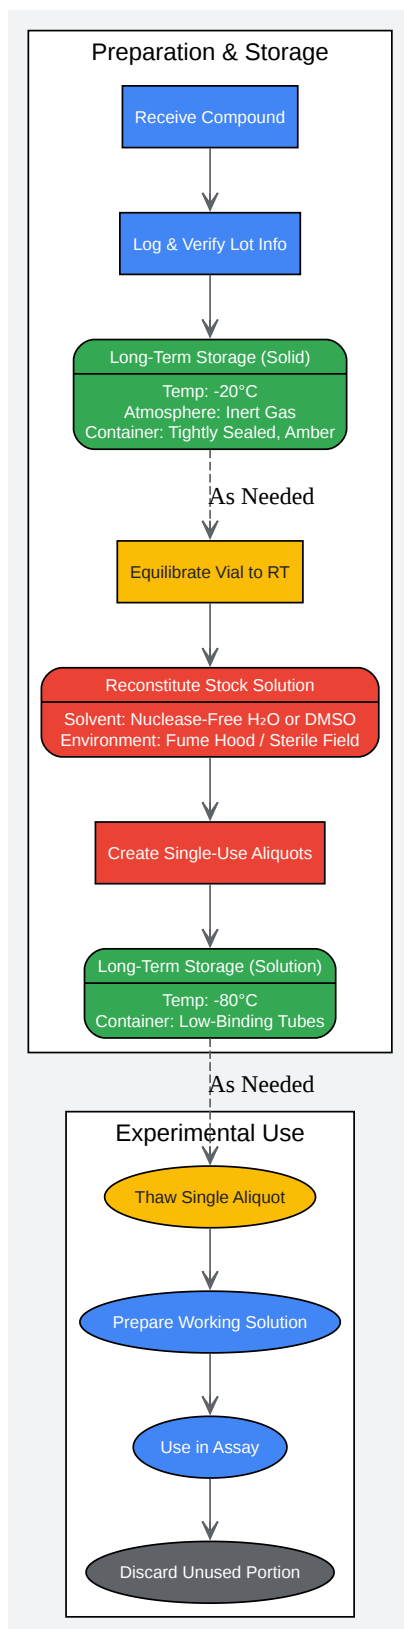 Preparation & Storage
Receive Compound
Log & Verify Lot Info
Long-Term Storage (Solid)
Temp: -20°C
Atmosphere: Inert Gas
Container: Tightly Sealed, Amber
As Needed
Equilibrate Vial to RT
Reconstitute Stock Solution
Solvent: Nuclease-Free H₂O or DMSO
Environment: Fume Hood / Sterile Field
Create Single-Use Aliquots
Long-Term Storage (Solution)
Temp: -80°C
Container: Low-Binding Tubes
As Needed
Experimental Use
Thaw Single Aliquot
Prepare Working Solution
Use in Assay
Discard Unused Portion